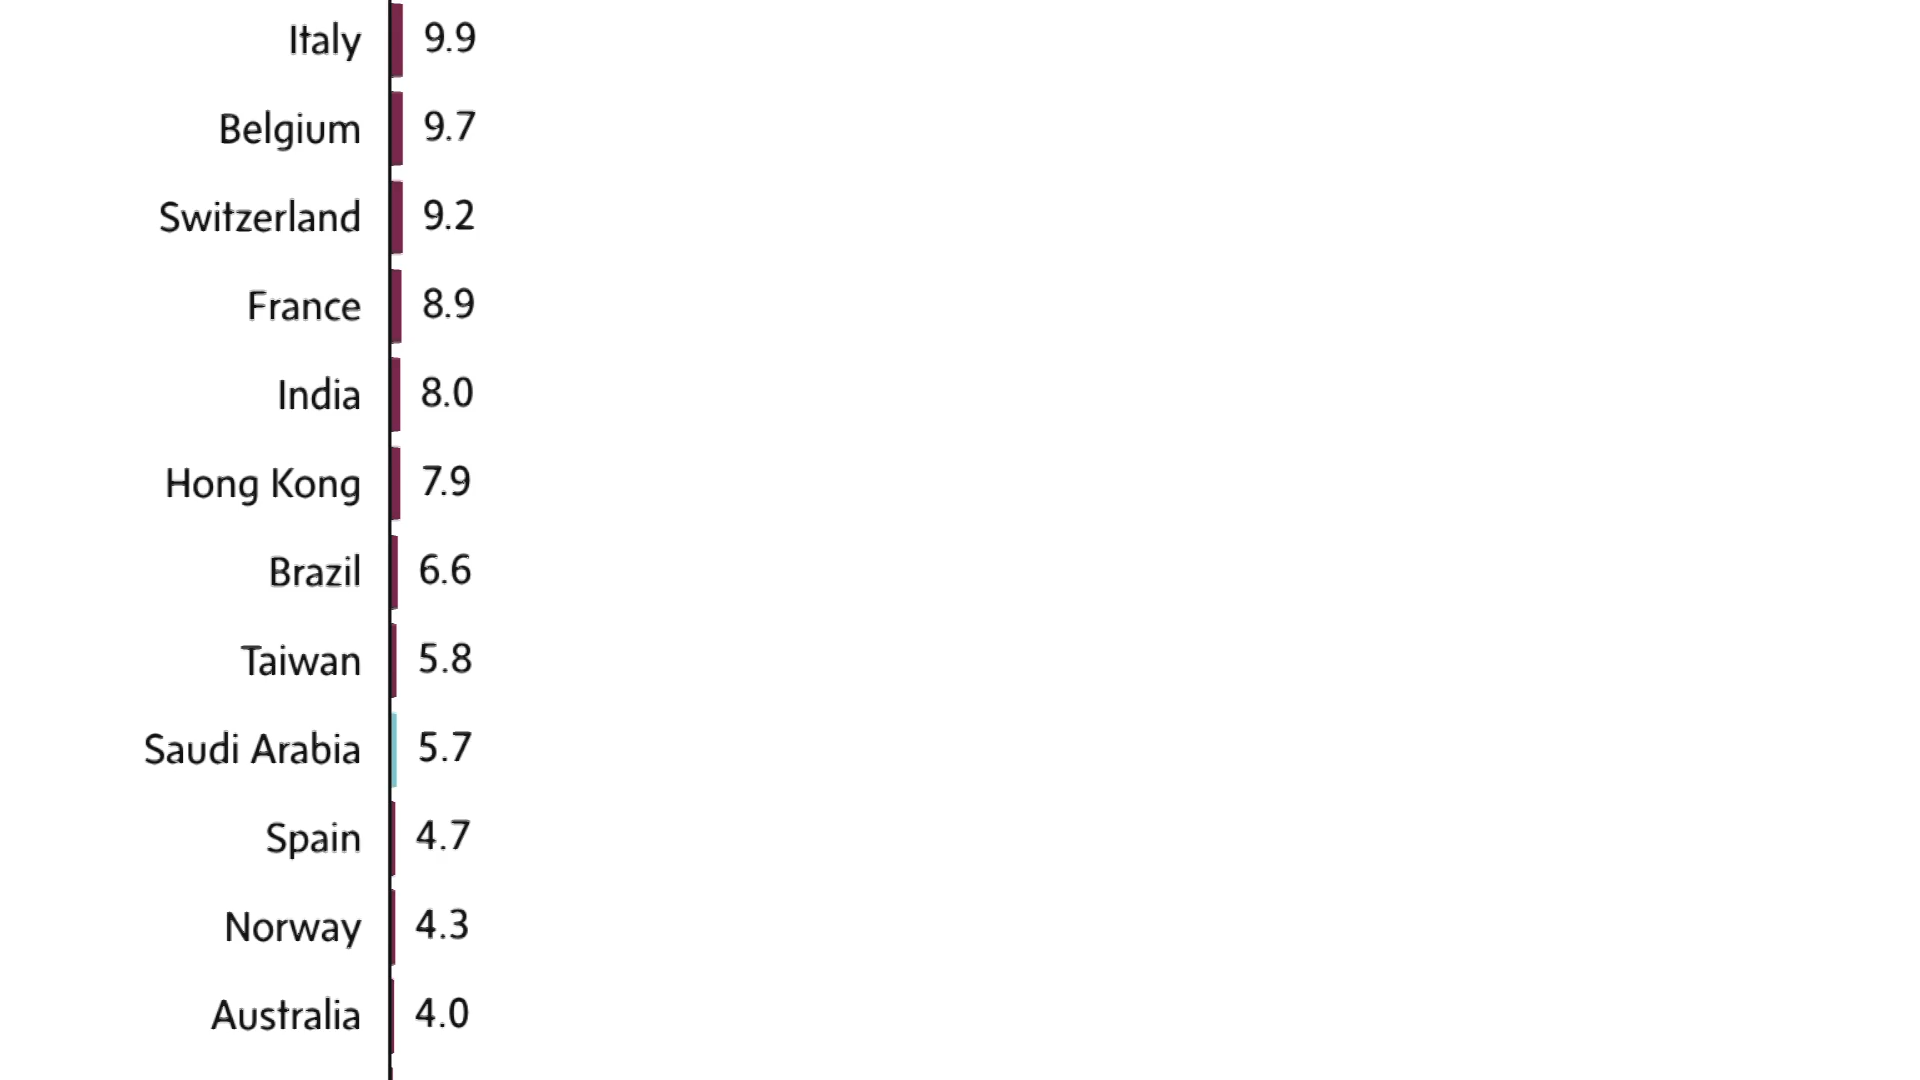 Italy 9.9
Belgium 9.7
Switzerland 9.2
France 8.9
India 8.0
Hong Kong 7.9
Brazil 6.6
Taiwan 5.8
Saudi Arabia 5.7
Spain 4.7
Norway 4.3
Australia 4.0